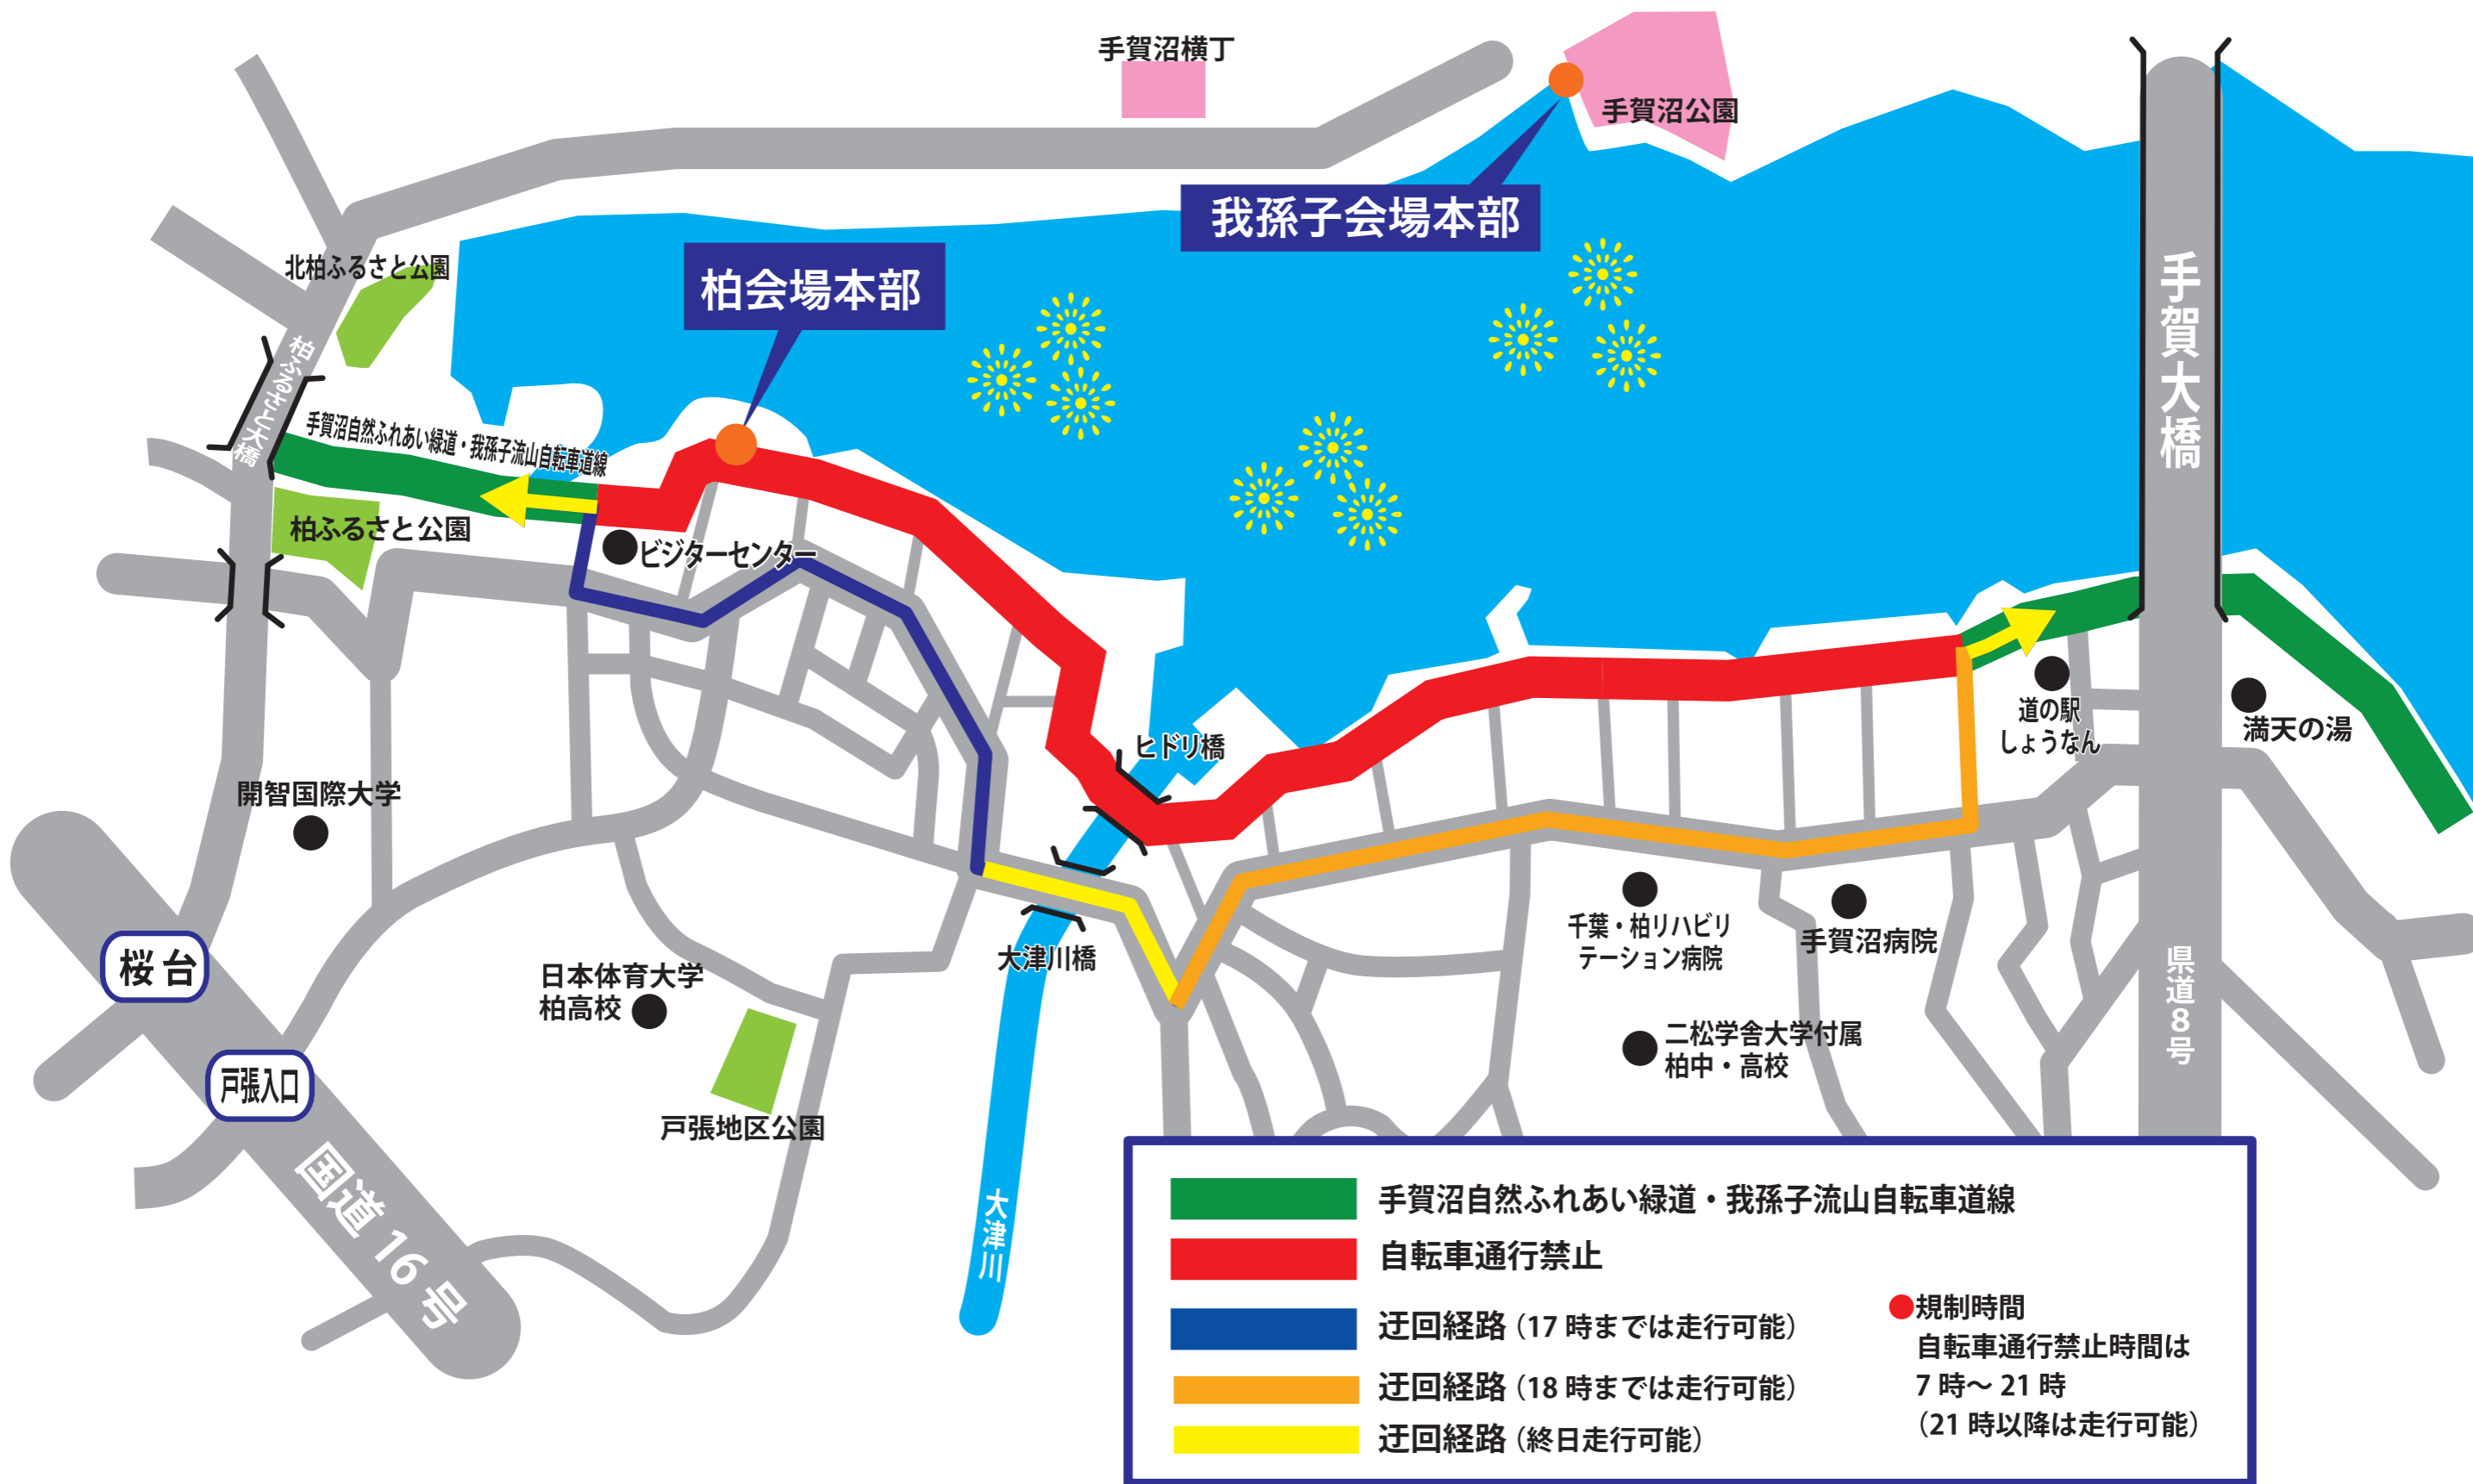 手賀沼横丁
手賀沼公園
我孫子会場本部
北柏ふるさと公園
柏会場本部
手賀大橋
柏ふるさと大橋
手賀沼自然ふれあい緑道・我孫子流山自転車道線
柏ふるさと公園
ビジターセンター
ヒドリ橋
道の駅
しょうなん
満天の湯
開智国際大学
千葉・柏リハビリ
テーション病院
手賀沼病院
大津川橋
桜台
日本体育大学
柏高校
県道8号
二松学舎大学付属
柏中・高校
戸張入口
戸張地区公園
国道16号
大津川
手賀沼自然ふれあい緑道・我孫子流山自転車道線
自転車通行禁止
迂回経路（17時までは走行可能）
迂回経路（18時までは走行可能）
迂回経路（終日走行可能）
●規制時間
自転車通行禁止時間は
7時～21時
（21時以降は走行可能）